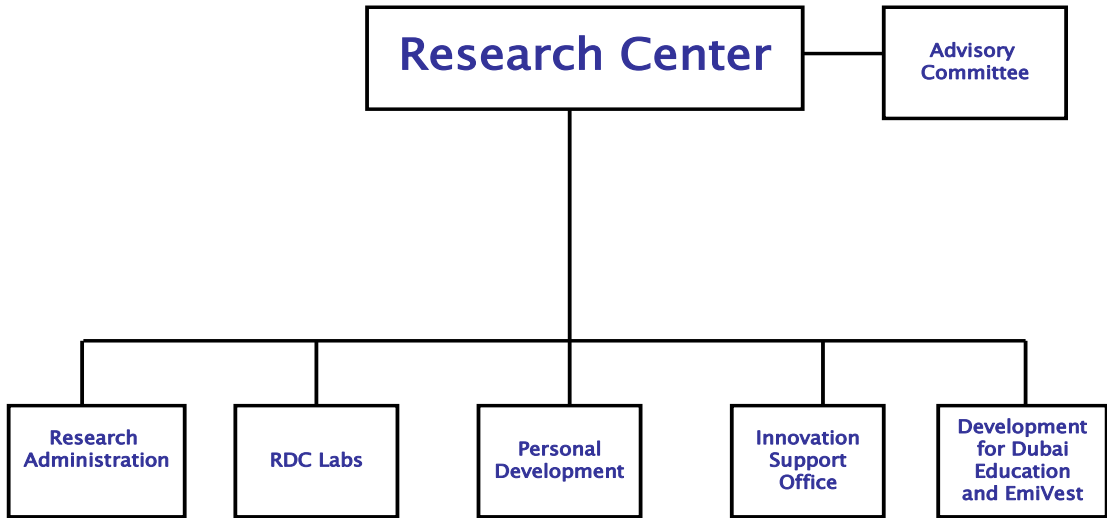 Research Center
Advisory
Committee
Research
Administration
RDC Labs
Personal
Development
Innovation
Support
Office
Development
for Dubai
Education
and EmiVest